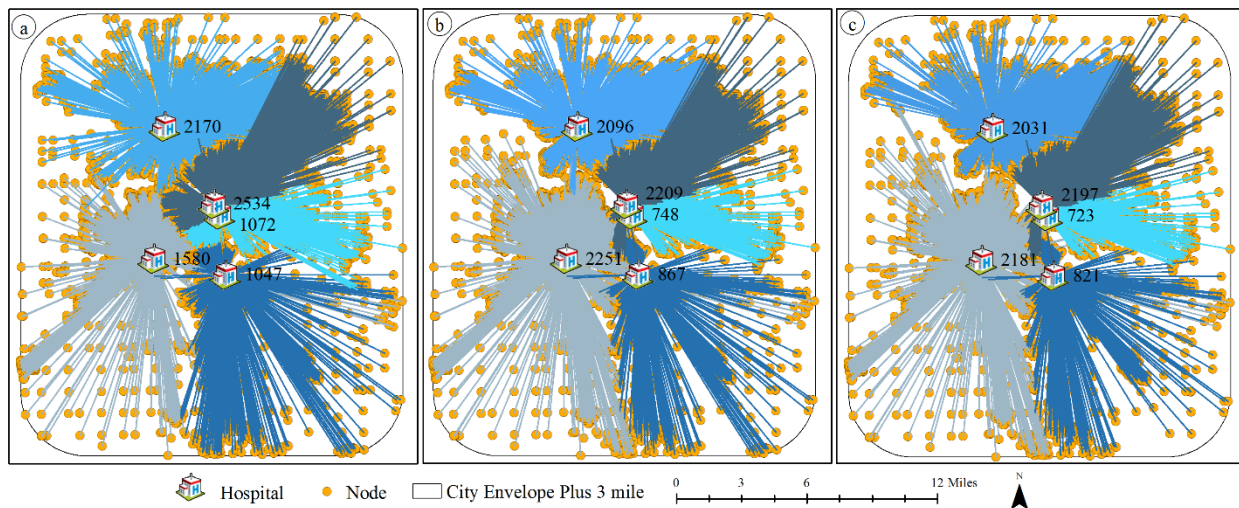 a
2170
2534
1072
1580
1047
b
2096
2209
748
2251
867
c
2031
2197
723
2181
821
H Hospital
Node
City Envelope Plus 3 mile
0 3 6 12 Miles
N